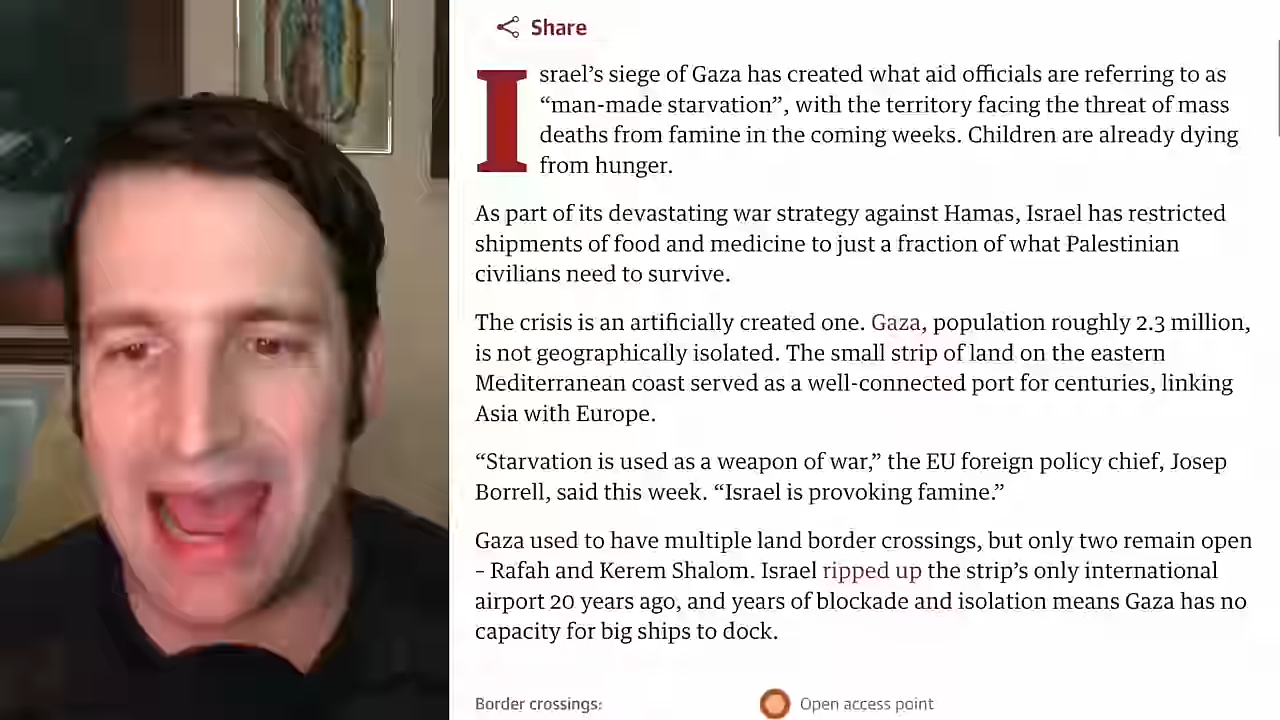 Share
Israel’s siege of Gaza has created what aid officials are referring to as
“man-made starvation”, with the territory facing the threat of mass
deaths from famine in the coming weeks. Children are already dying
from hunger.
As part of its devastating war strategy against Hamas, Israel has restricted
shipments of food and medicine to just a fraction of what Palestinian
civilians need to survive.
The crisis is an artificially created one. Gaza, population roughly 2.3 million,
is not geographically isolated. The small strip of land on the eastern
Mediterranean coast served as a well-connected port for centuries, linking
Asia with Europe.
“Starvation is used as a weapon of war,” the EU foreign policy chief, Josep
Borrell, said this week. “Israel is provoking famine.”
Gaza used to have multiple land border crossings, but only two remain open
– Rafah and Kerem Shalom. Israel ripped up the strip’s only international
airport 20 years ago, and years of blockade and isolation means Gaza has no
capacity for big ships to dock.
Border crossings: Open access point